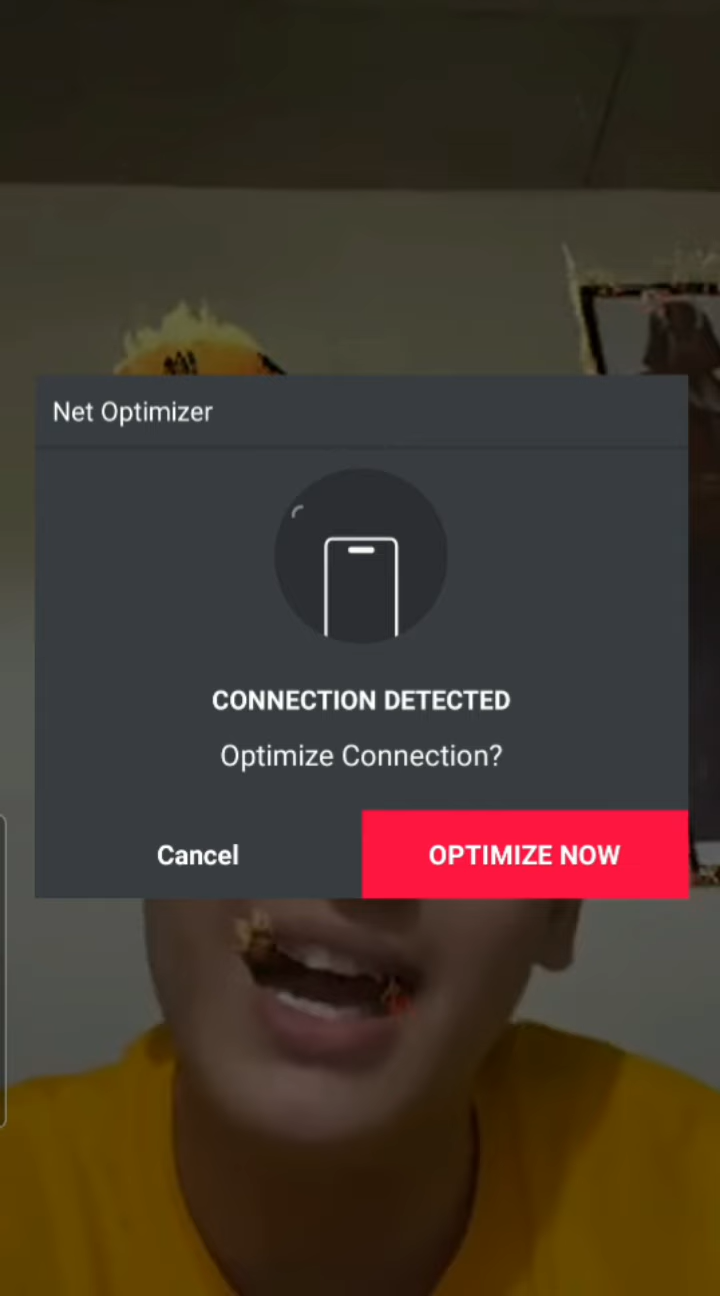 Net Optimizer
CONNECTION DETECTED
Optimize Connection?
Cancel
OPTIMIZE NOW